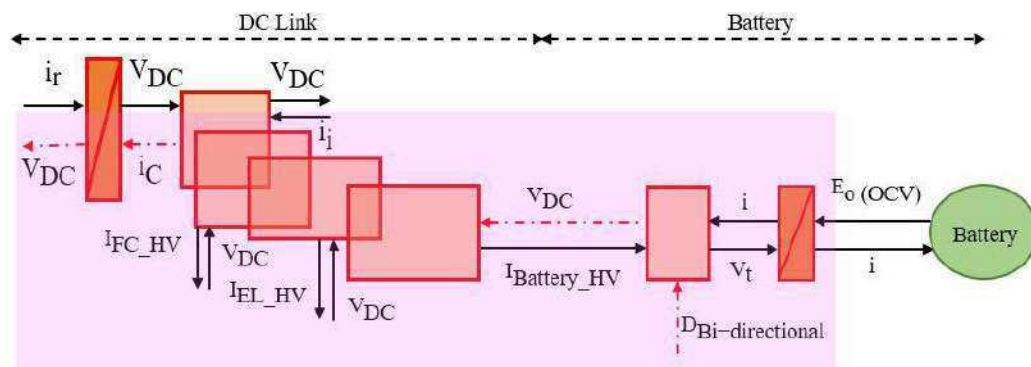 DC Link
Battery
i_r
V_DC
V_DC
V_DC
i_C
i_i
I_FC_HV
V_DC
I_EL_HV
V_DC
V_DC
I_Battery_HV
i
V_t
E_o (OCV)
i
Battery
D_Bi-directional